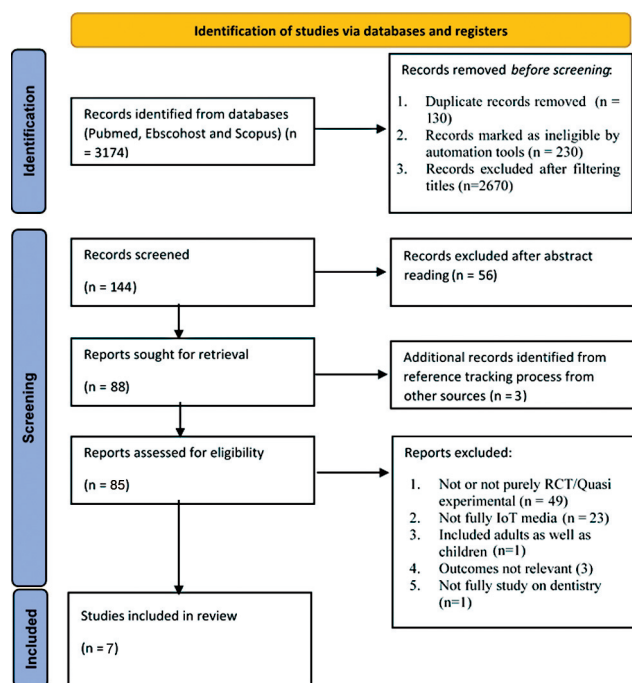 Identification of studies via databases and registers
Identification
Records identified from databases
(Pubmed, Ebscohost and Scopus) (n
= 3174)
Records removed before screening:
1. Duplicate records removed (n =
130)
2. Records marked as ineligible by
automation tools (n = 230)
3. Records excluded after filtering
titles (n=2670)
Screening
Records screened
(n = 144)
Records excluded after abstract
reading (n = 56)
Reports sought for retrieval
(n = 88)
Additional records identified from
reference tracking process from
other sources (n = 3)
Reports assessed for eligibility
(n = 85)
Reports excluded:
1. Not or not purely RCT/Quasi
experimental (n = 49)
2. Not fully IoT media (n = 23)
3. Included adults as well as
children (n=1)
4. Outcomes not relevant (3)
5. Not fully study on dentistry
(n=1)
Included
Studies included in review
(n = 7)